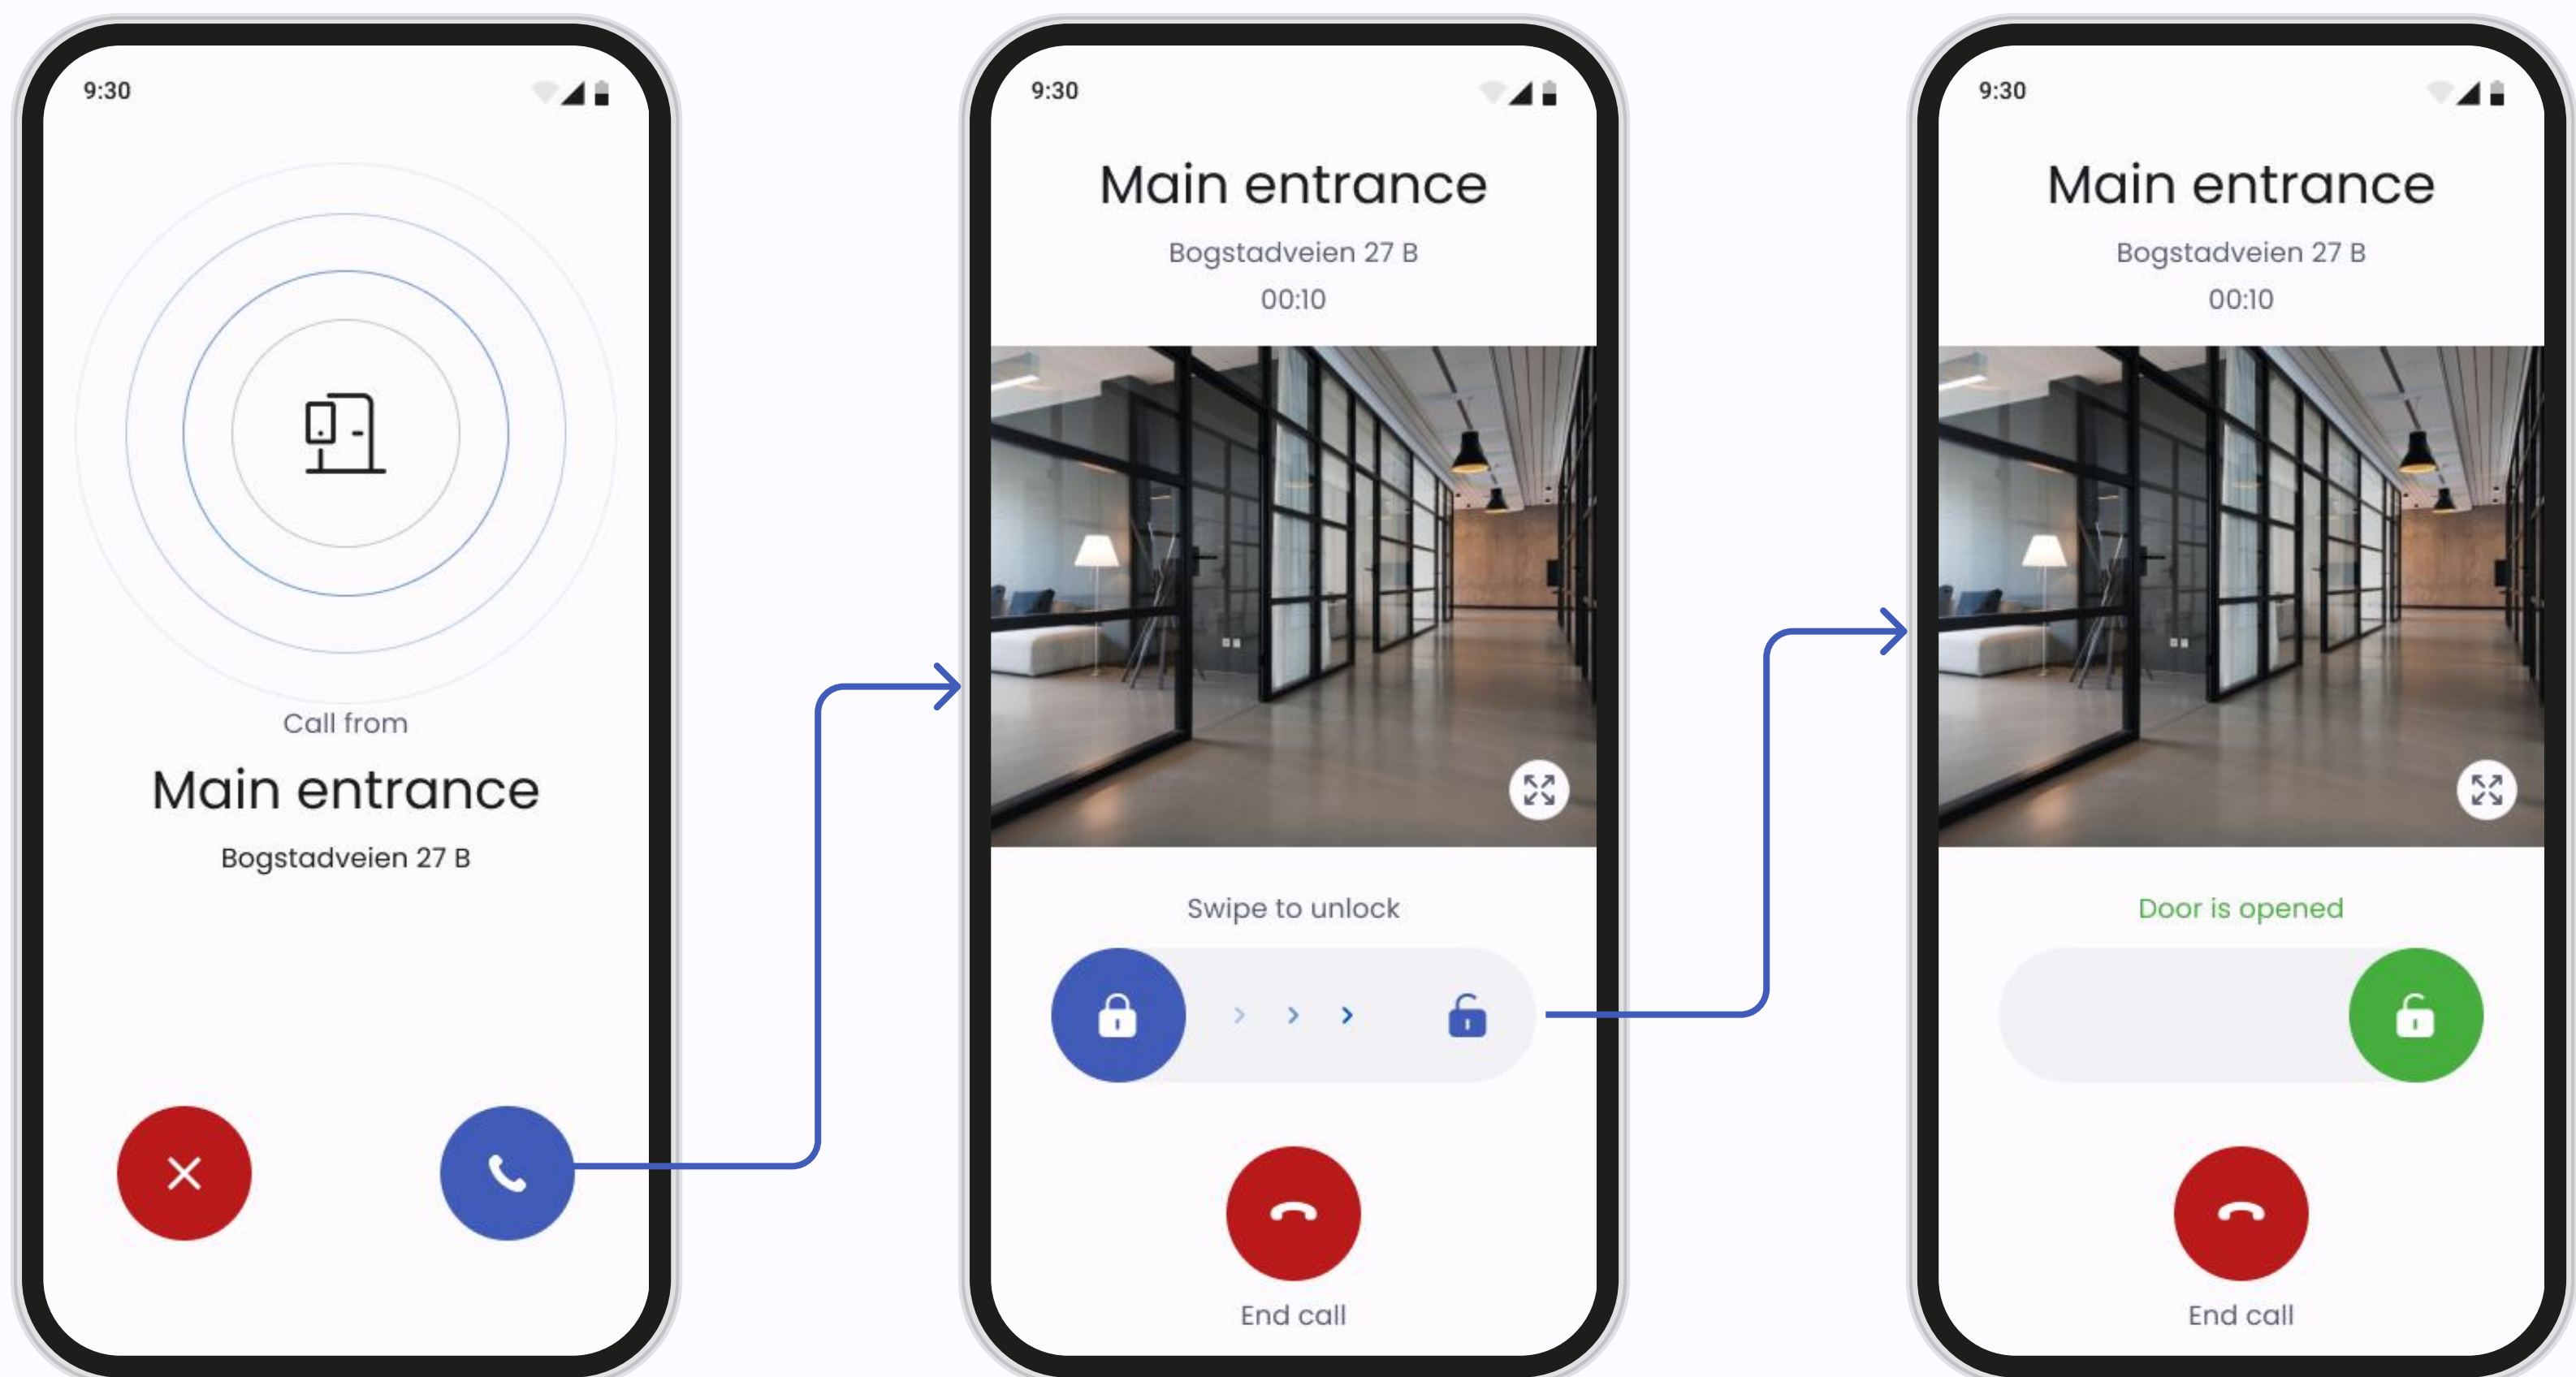 9:30
Call from
Main entrance
Bogstadveien 27 B
9:30
Main entrance
Bogstadveien 27 B
00:10
Swipe to unlock
End call
9:30
Main entrance
Bogstadveien 27 B
00:10
Door is opened
End call